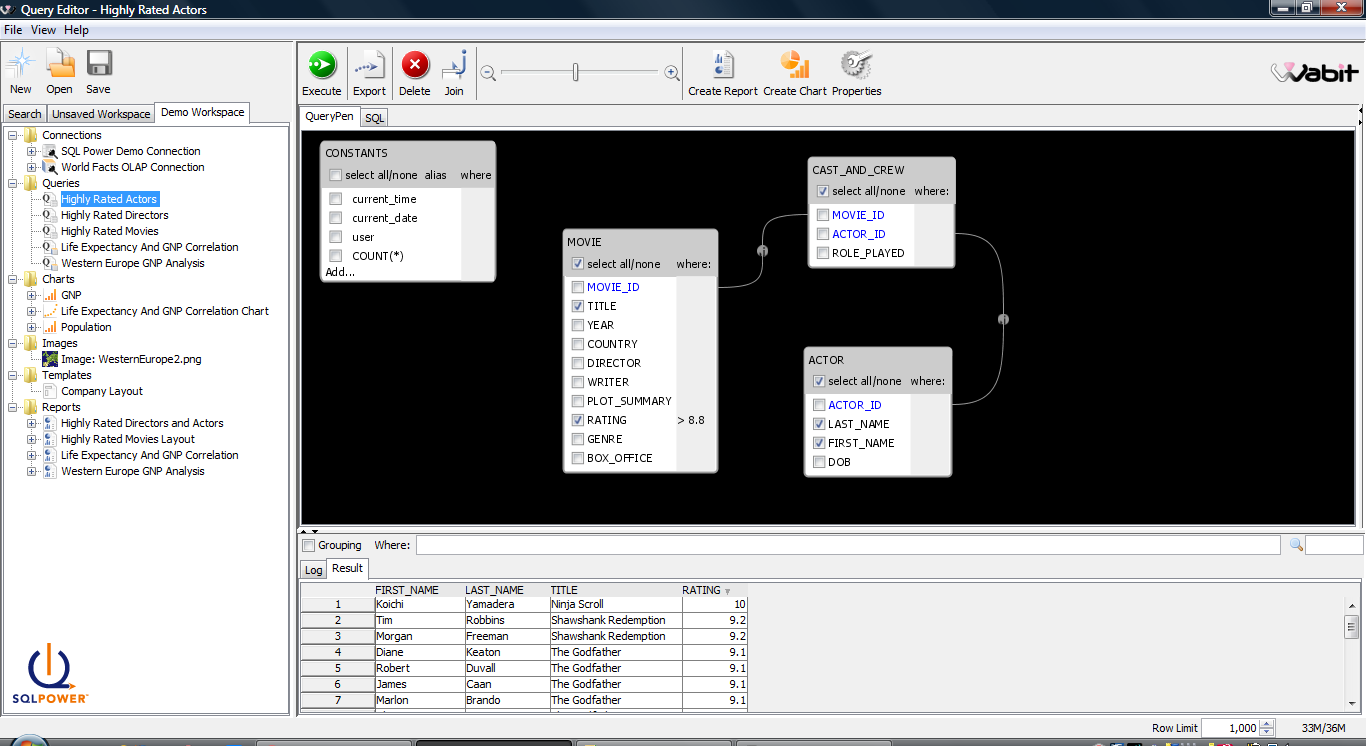 Query Editor - Highly Rated Actors
File View Help
New Open Save
Execute Export Delete Join Create Report Create Chart Properties
Wabit
Search Unsaved Workspace Demo Workspace
Connections
SQL Power Demo Connection
World Facts OLAP Connection
Queries
Highly Rated Actors
Highly Rated Directors
Highly Rated Movies
Life Expectancy And GNP Correlation
Western Europe GNP Analysis
Charts
GNP
Life Expectancy And GNP Correlation Chart
Population
Images
Image: WesternEurope2.png
Templates
Company Layout
Reports
Highly Rated Directors and Actors
Highly Rated Movies Layout
Life Expectancy and GNP Correlation
Western Europe GNP Analysis
SQLPOWER
QueryPen SQL
CONSTANTS
select all/none alias where
current_time
current_date
user
COUNT(*)
Add...
MOVIE
select all/none where:
MOVIE_ID
TITLE
YEAR
COUNTRY
DIRECTOR
WRITER
PLOT_SUMMARY
RATING > 8.8
GENRE
BOX_OFFICE
CAST_AND_CREW
select all/none where:
MOVIE_ID
ACTOR_ID
ROLE_PLAYED
ACTOR
select all/none where:
ACTOR_ID
LAST_NAME
FIRST_NAME
DOB
Grouping Where:
Log Result
FIRST_NAME LAST_NAME TITLE RATING
1 Koichi Yamadera Ninja Scroll 10
2 Tim Robbins Shawshank Redemption 9.2
3 Morgan Freeman Shawshank Redemption 9.2
4 Diane Keaton The Godfather 9.1
5 Robert Duvall The Godfather 9.1
6 James Caan The Godfather 9.1
7 Marlon Brando The Godfather 9.1
Row Limit 1,000 33M/36M